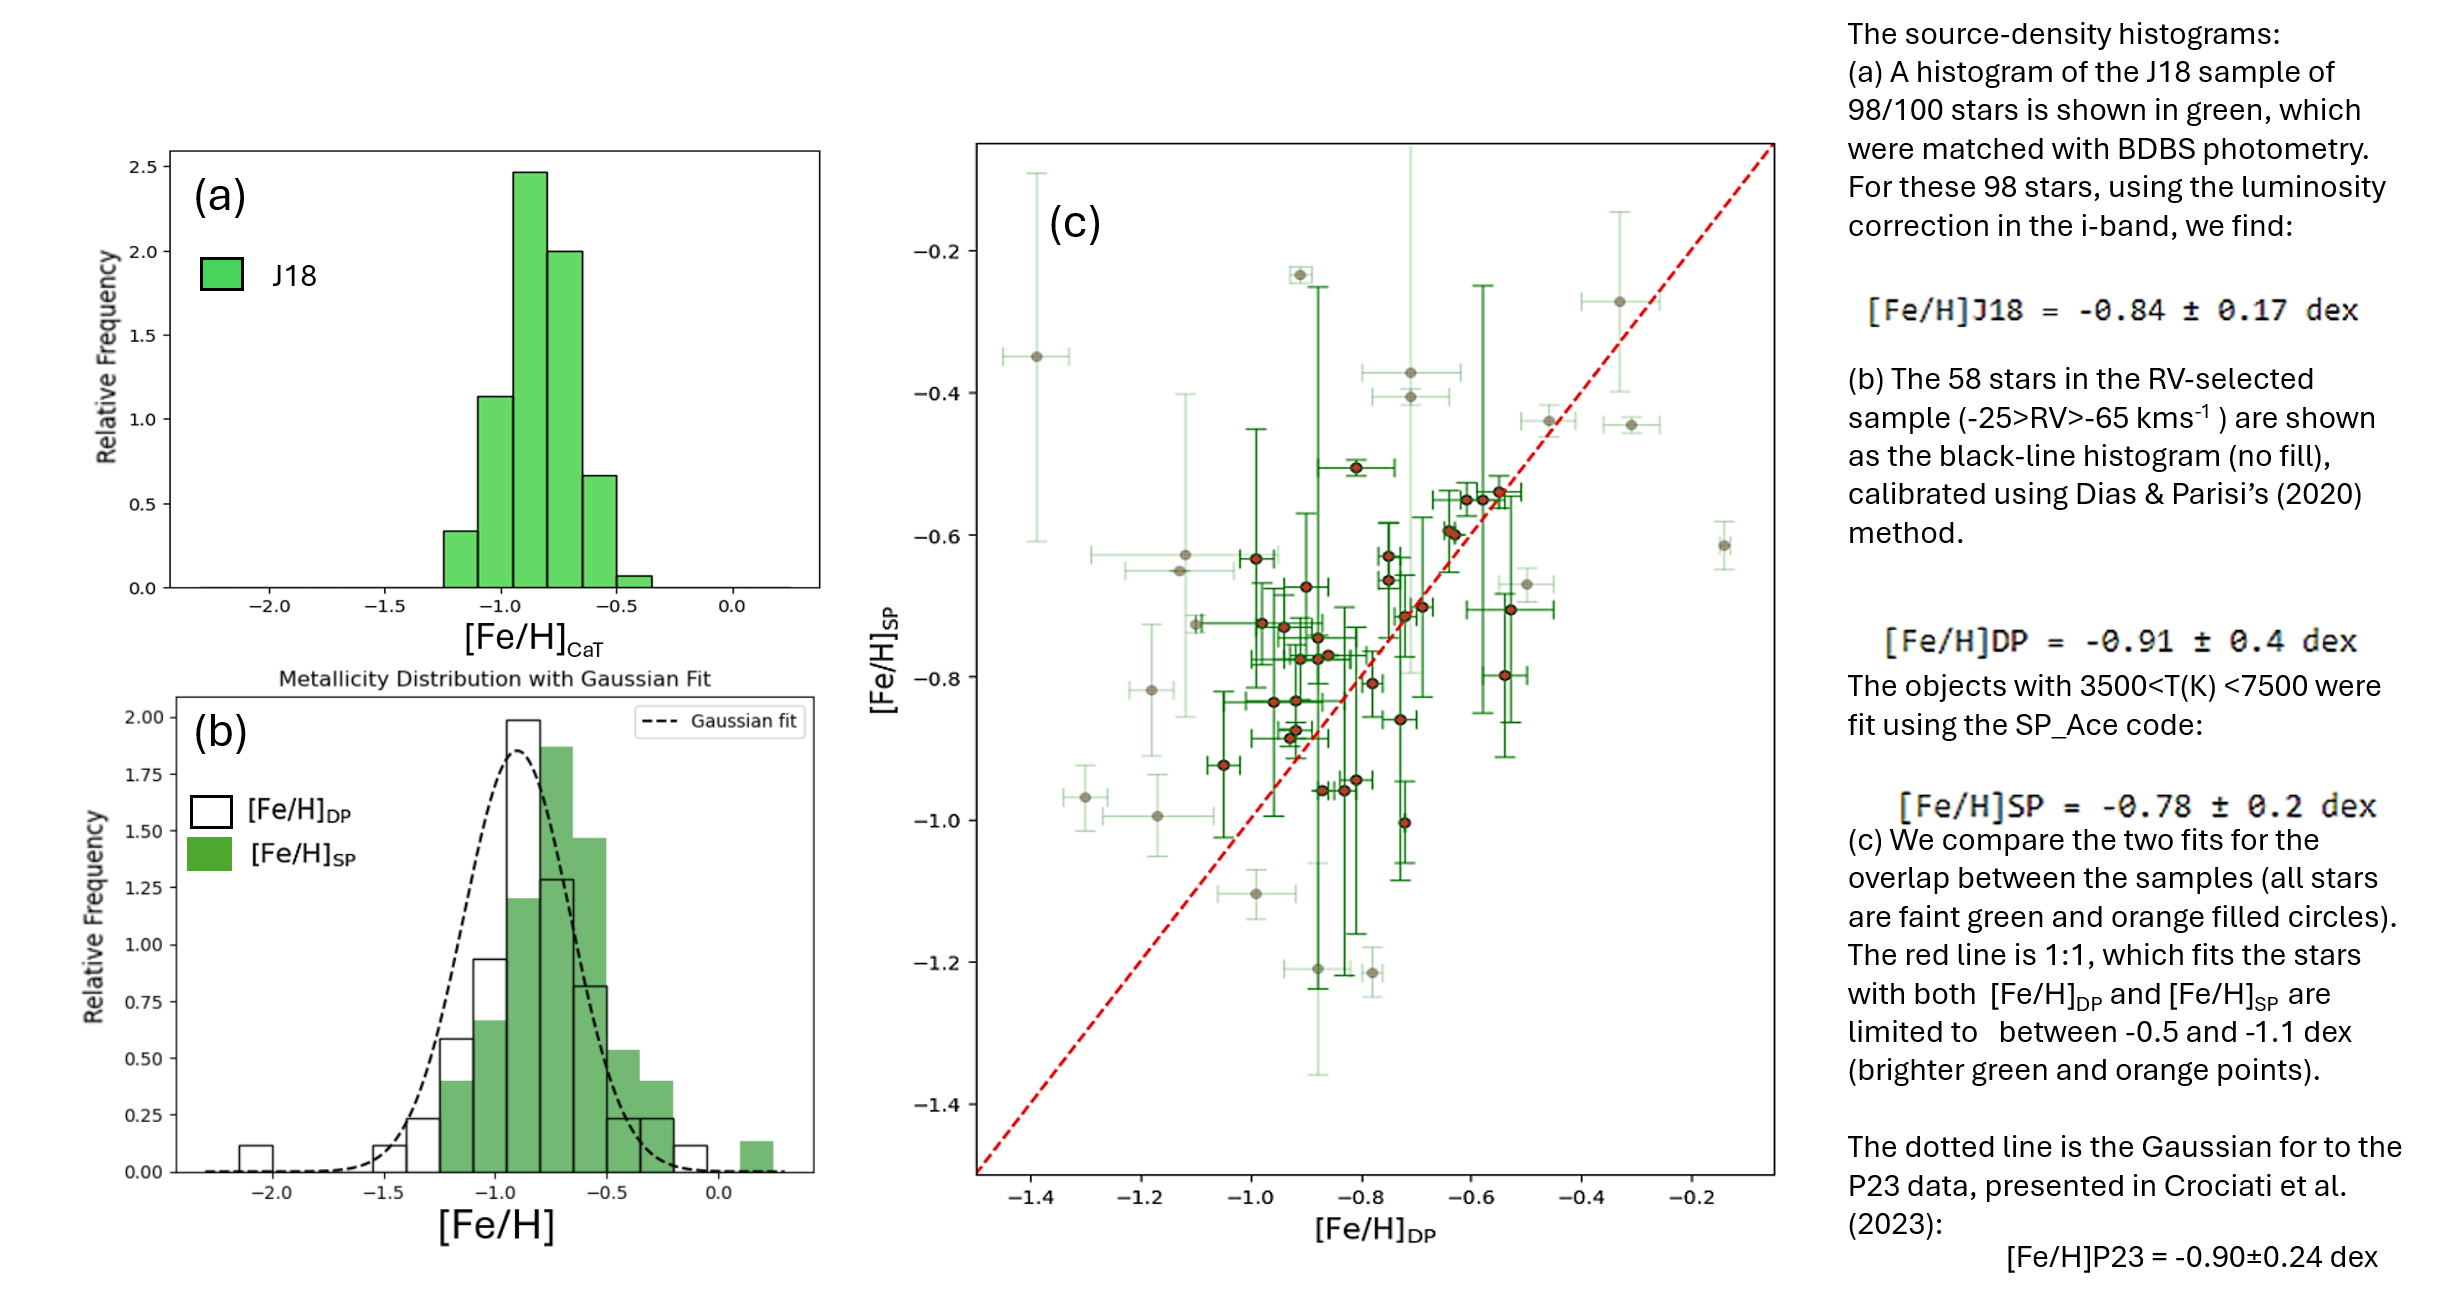 (a)
J18
Relative Frequency
2.5
2.0
1.5
1.0
0.5
0.0
−2.0 −1.5 −1.0 −0.5 0.0
[Fe/H]CaT
Metallicity Distribution with Gaussian Fit
(b)
Gaussian fit
[Fe/H]DP
[Fe/H]SP
Relative Frequency
2.00
1.75
1.50
1.25
1.00
0.75
0.50
0.25
0.00
−2.0 −1.5 −1.0 −0.5 0.0
[Fe/H]
(c)
[Fe/H]SP
−0.2
−0.4
−0.6
−0.8
−1.0
−1.2
−1.4
−1.4 −1.2 −1.0 −0.8 −0.6 −0.4 −0.2
[Fe/H]DP
The source-density histograms:
(a) A histogram of the J18 sample of
98/100 stars is shown in green, which
were matched with BDBS photometry.
For these 98 stars, using the luminosity
correction in the i-band, we find:
[Fe/H]J18 = -0.84 ± 0.17 dex
(b) The 58 stars in the RV-selected
sample (-25>RV>-65 kms-1 ) are shown
as the black-line histogram (no fill),
calibrated using Dias & Parisi’s (2020)
method.
[Fe/H]DP = -0.91 ± 0.4 dex
The objects with 3500<T(K) <7500 were
fit using the SP_Ace code:
[Fe/H]SP = -0.78 ± 0.2 dex
(c) We compare the two fits for the
overlap between the samples (all stars
are faint green and orange filled circles).
The red line is 1:1, which fits the stars
with both [Fe/H]DP and [Fe/H]SP are
limited to between -0.5 and -1.1 dex
(brighter green and orange points).
The dotted line is the Gaussian for to the
P23 data, presented in Crociati et al.
(2023):
[Fe/H]P23 = -0.90±0.24 dex